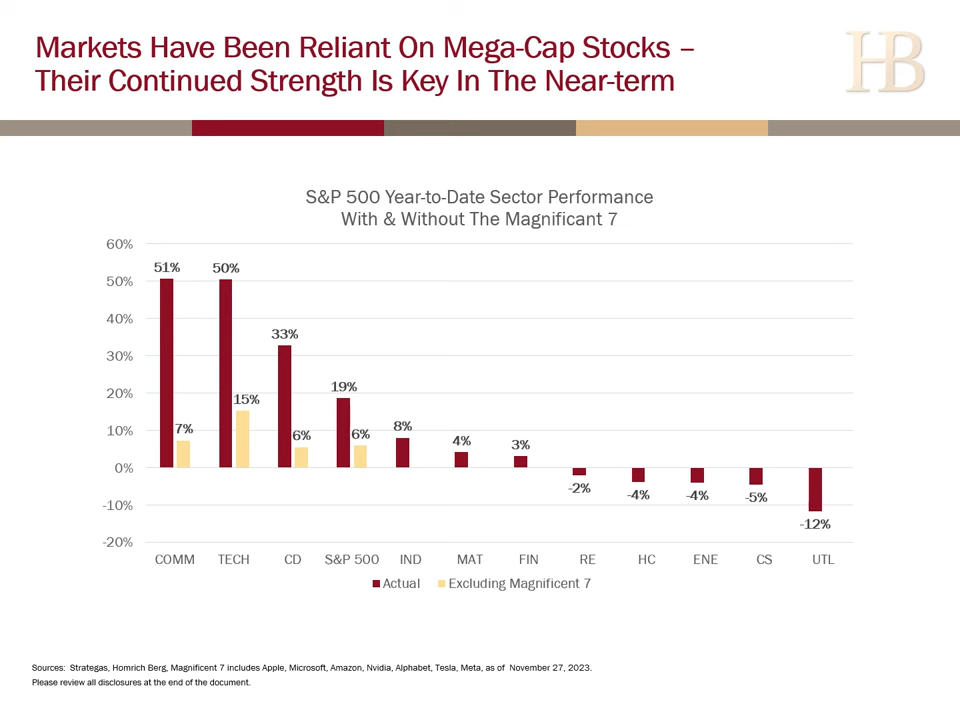 Markets Have Been Reliant On Mega-Cap Stocks –
Their Continued Strength Is Key In The Near-term
HB
S&P 500 Year-to-Date Sector Performance
With & Without The Magnificant 7
60%
50%
40%
30%
20%
10%
0%
-10%
-20%
51%
7%
50%
15%
33%
6%
19%
6%
8%
4%
3%
-2%
-4%
-4%
-5%
-12%
COMM TECH CD S&P 500 IND MAT FIN RE HC ENE CS UTL
Actual Excluding Magnificent 7
Sources: Strategas, Homrich Berg, Magnificent 7 includes Apple, Microsoft, Amazon, Nvidia, Alphabet, Tesla, Meta, as of November 27, 2023.
Please review all disclosures at the end of the document.